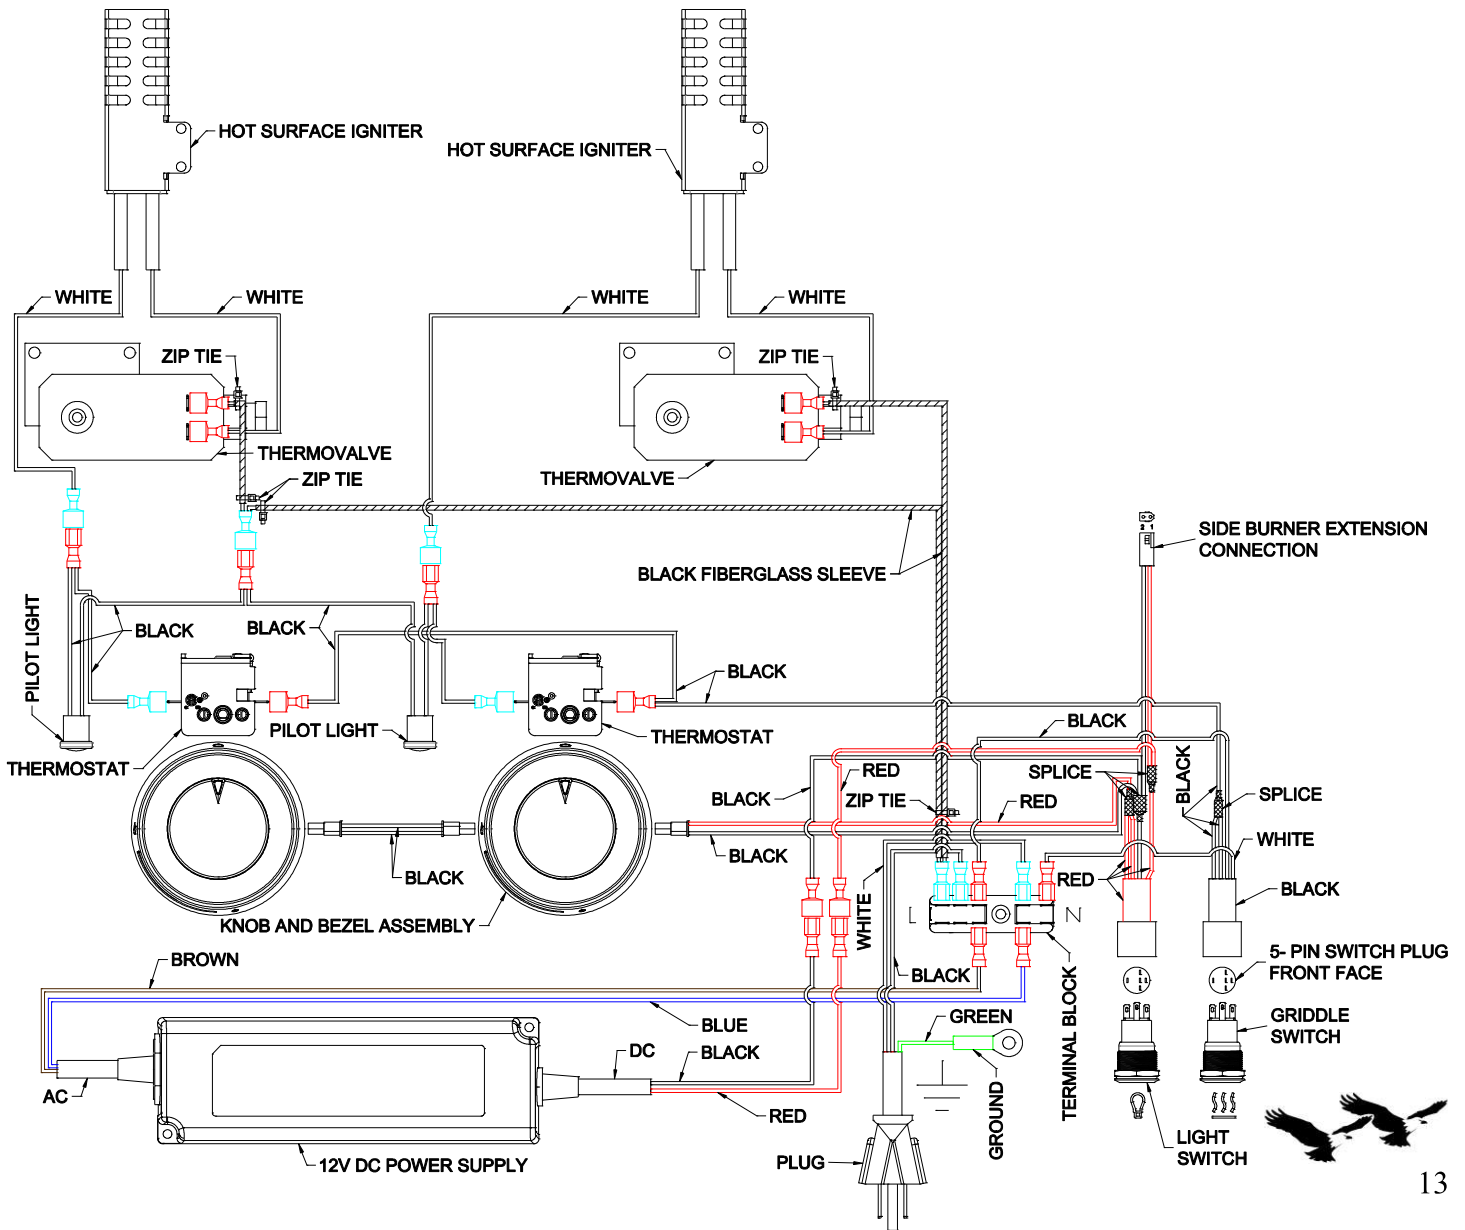 HOT SURFACE IGNITER
HOT SURFACE IGNITER
WHITE
WHITE
WHITE
WHITE
ZIP TIE
ZIP TIE
THERMOVALVE
ZIP TIE
THERMOVALVE
2 1
SIDE BURNER EXTENSION
CONNECTION
BLACK FIBERGLASS SLEEVE
PILOT LIGHT
BLACK
BLACK
BLACK
PILOT LIGHT
THERMOSTAT
THERMOSTAT
BLACK
RED
SPLICE
BLACK
BLACK
ZIP TIE
RED
SPLICE
BLACK
WHITE
BLACK
RED
BLACK
KNOB AND BEZEL ASSEMBLY
WHITE
L
N
BROWN
BLACK
5- PIN SWITCH PLUG
FRONT FACE
BLUE
GREEN
TERMINAL BLOCK
GRIDDLE
SWITCH
DC
BLACK
AC
RED
GROUND
LIGHT
SWITCH
12V DC POWER SUPPLY
PLUG
13